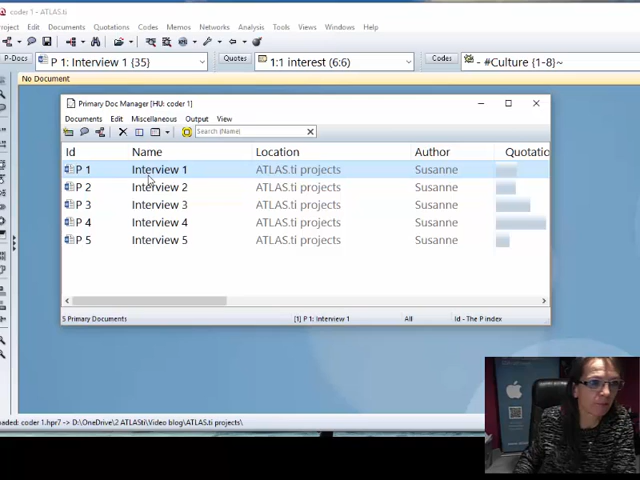 coder 1 - ATLAS.ti
Project Edit Documents Quotations Codes Memos Networks Analysis Tools Views Windows Help
P-Docs P 1: Interview 1 {35} Quotes 1:1 interest (6:6) Codes - #Culture {1-8}~
No Document
Primary Doc Manager [HU: coder 1]
Documents Edit Miscellaneous Output View
Search (Name)
Id Name Location Author Quotatio
P 1 Interview 1 ATLAS.ti projects Susanne
P 2 Interview 2 ATLAS.ti projects Susanne
P 3 Interview 3 ATLAS.ti projects Susanne
P 4 Interview 4 ATLAS.ti projects Susanne
P 5 Interview 5 ATLAS.ti projects Susanne
5 Primary Documents [1] P 1: Interview 1 All Id - The P index
oaded: coder 1.hpr7 -> D:\OneDrive\2 ATLASti\Video blog\ATLAS.ti projects\